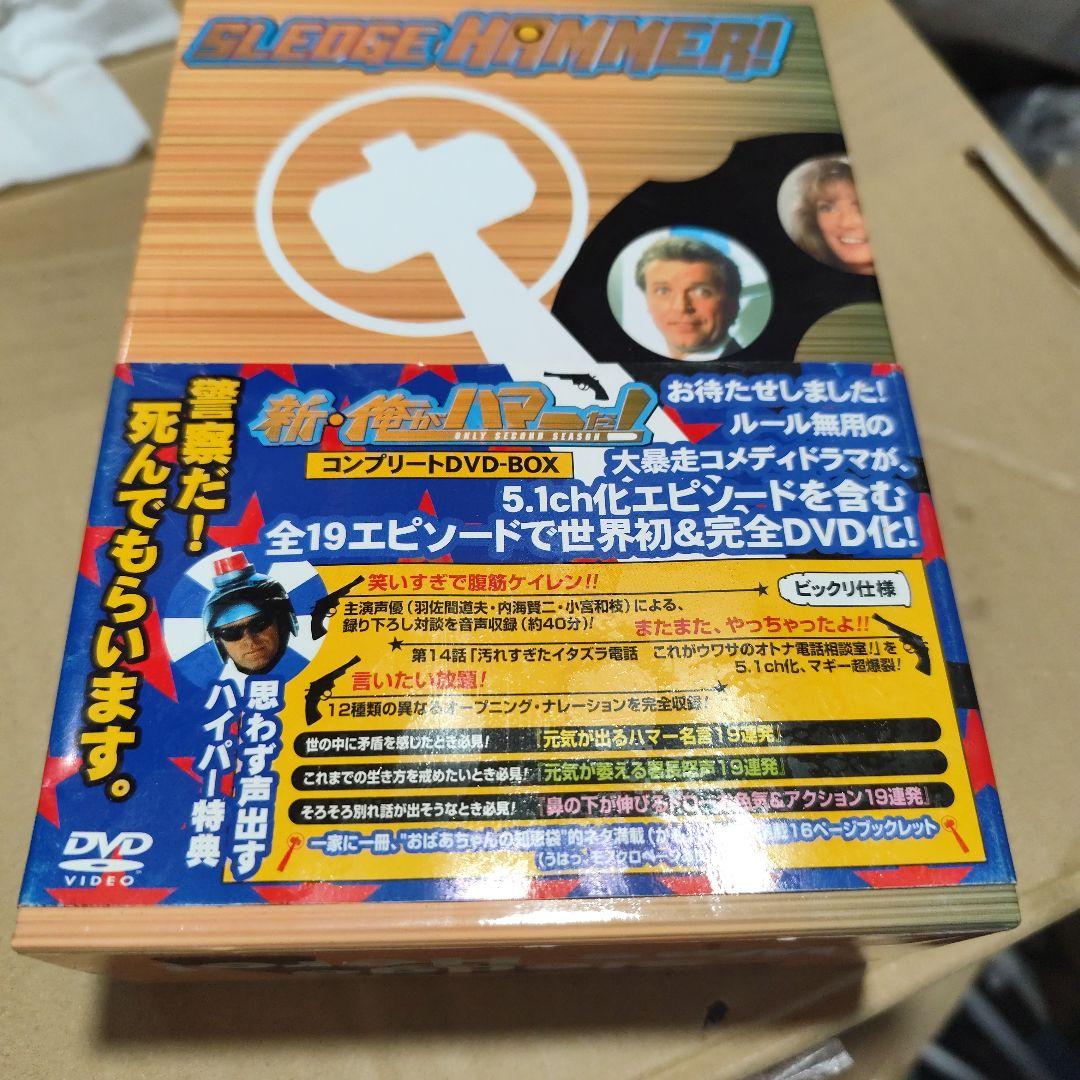 SLEDGE HAMMER!
警察だ!
死んでもらいます。
新・俺がハマーだ!
ONLY SECOND SEASON
コンプリートDVD-BOX
お待たせしました!
ルール無用の
大暴走コメディドラマが、
5.1ch化エピソードを含む
全19エピソードで世界初&完全DVD化!
思わず声出す
ハイパー特典
ビックリ仕様
笑いすぎで腹筋ケイレン!!
主演声優(羽佐間道夫・内海賢二・小宮和枝)による、
録り下ろし対談を音声収録(約40分)!
またまた、やっちゃったよ!!
第14話「汚れすぎたイタズラ電話 これがウワサのオトナ電話相談室!」を
5.1ch化、マギー超爆裂!
言いたい放題!
12種類の異なるオープニング・ナレーションを完全収録!
世の中に矛盾を感じたとき必見! 『元気が出るハマー名言19連発』
これまでの生き方を戒めたいとき必見! 『元気が萎える署長怒声19連発』
そろそろ別れ話が出そうなとき必見! 『鼻の下が伸びる 気&アクション19連発』
一家に一冊、"おばあちゃんの知恵袋"的ネタ満載 16ページブックレット
(うはっ、モノクロページ
DVD
VIDEO